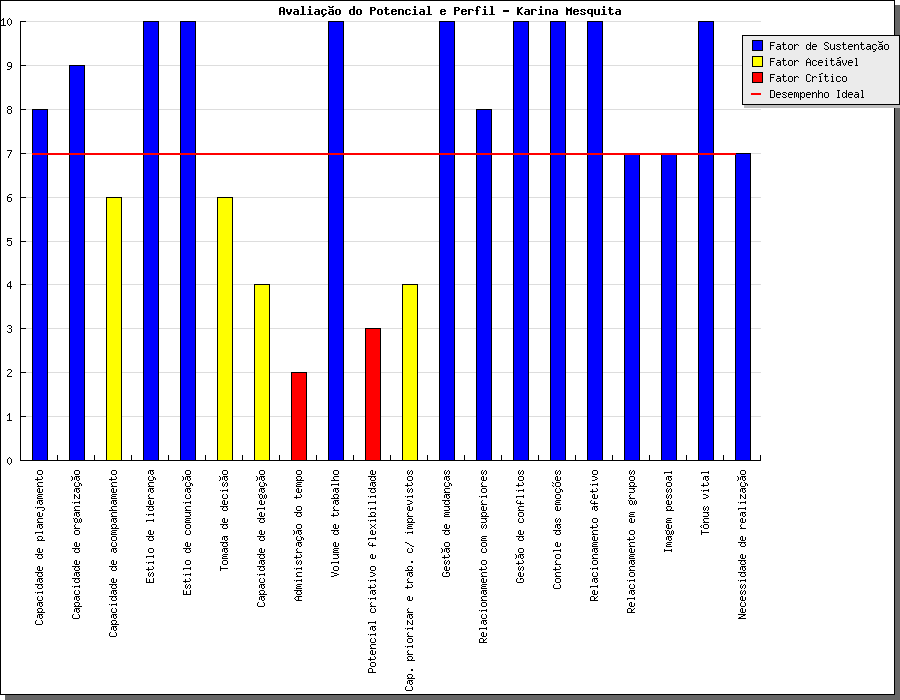 Avaliação do Potencial e Perfil - Karina Mesquita
Fator de Sustentação
Fator Aceitável
Fator Crítico
Desempenho Ideal
10
9
8
7
6
5
4
3
2
1
0
Capacidade de planejamento
Capacidade de organização
Capacidade de acompanhamento
Estilo de liderança
Estilo de comunicação
Tomada de decisão
Capacidade de delegação
Administração do tempo
Volume de trabalho
Potencial criativo e flexibilidade
Cap. priorizar e trab. c/ imprevistos
Gestão de mudanças
Relacionamento com superiores
Gestão de conflitos
Controle das emoções
Relacionamento afetivo
Relacionamento em grupos
Imagem pessoal
Tônus vital
Necessidade de realização